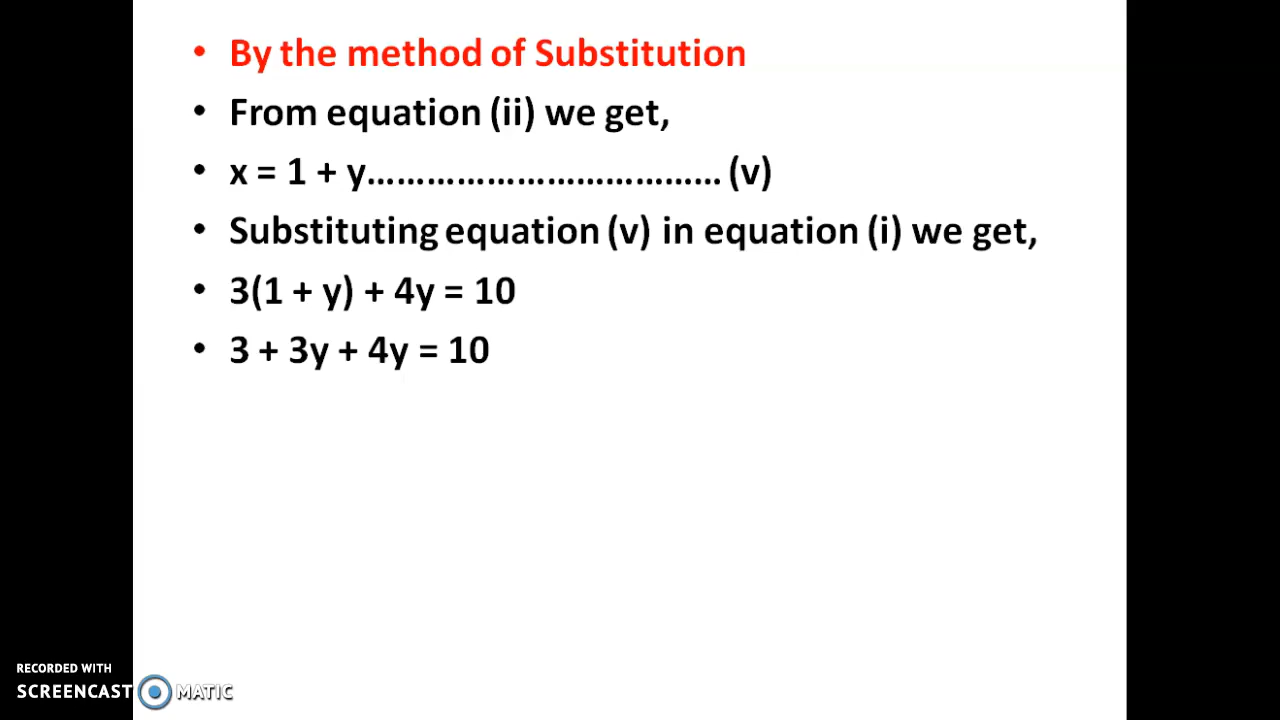 • By the method of Substitution
• From equation (ii) we get,
• x = 1 + y………………………………(v)
• Substituting equation (v) in equation (i) we get,
• 3(1 + y) + 4y = 10
• 3 + 3y + 4y = 10
RECORDED WITH
SCREENCAST MATIC